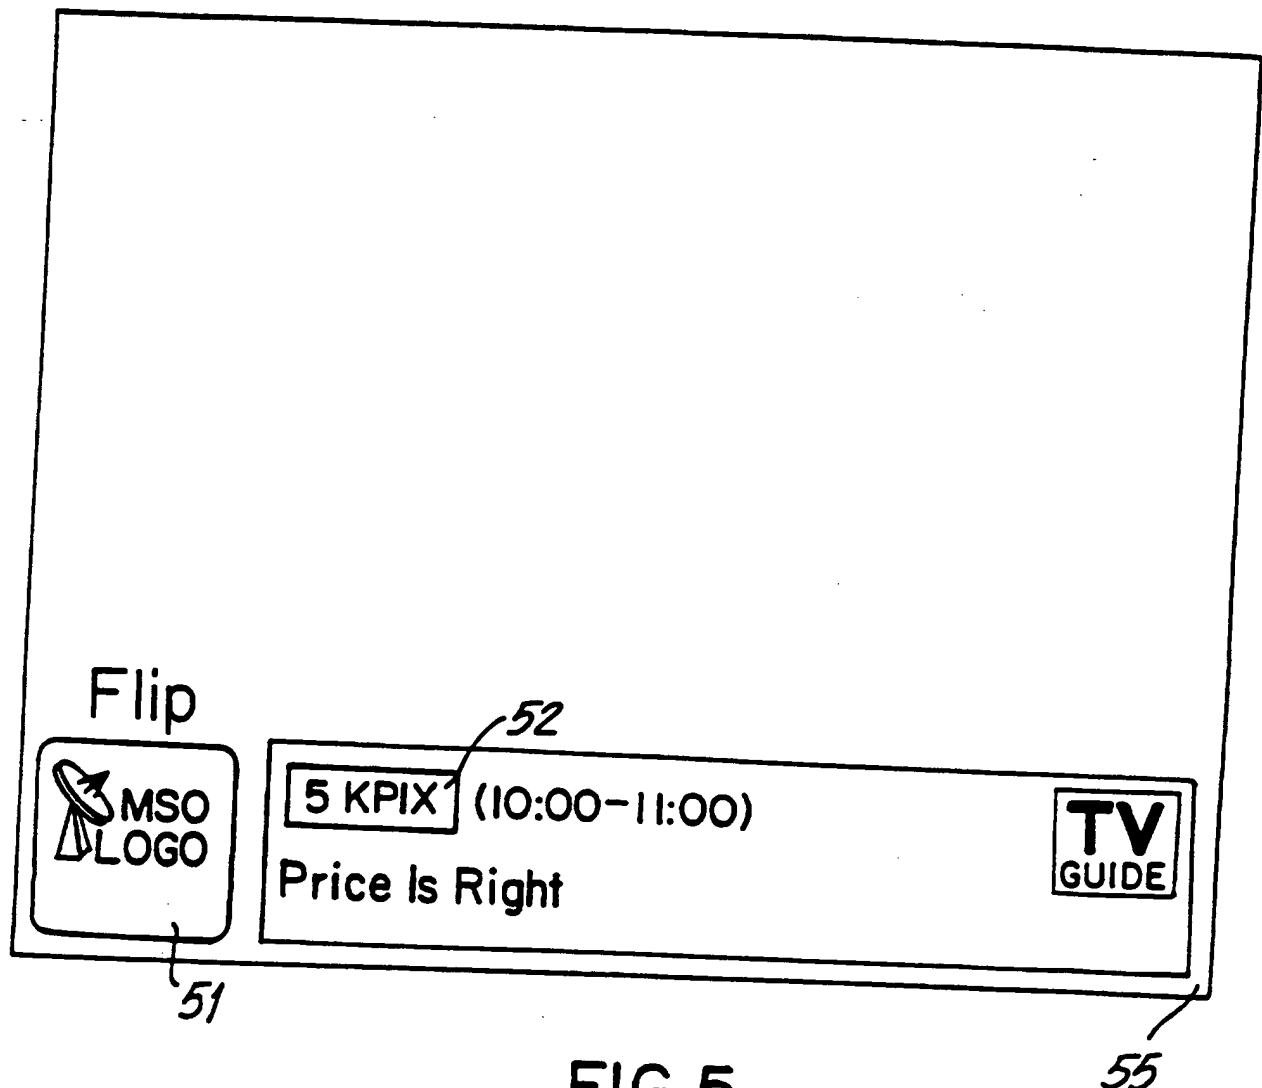 Flip
52
MSO
LOGO
5 KPIX (10:00-11:00)
TV
GUIDE
Price Is Right
51
55
FIG.5